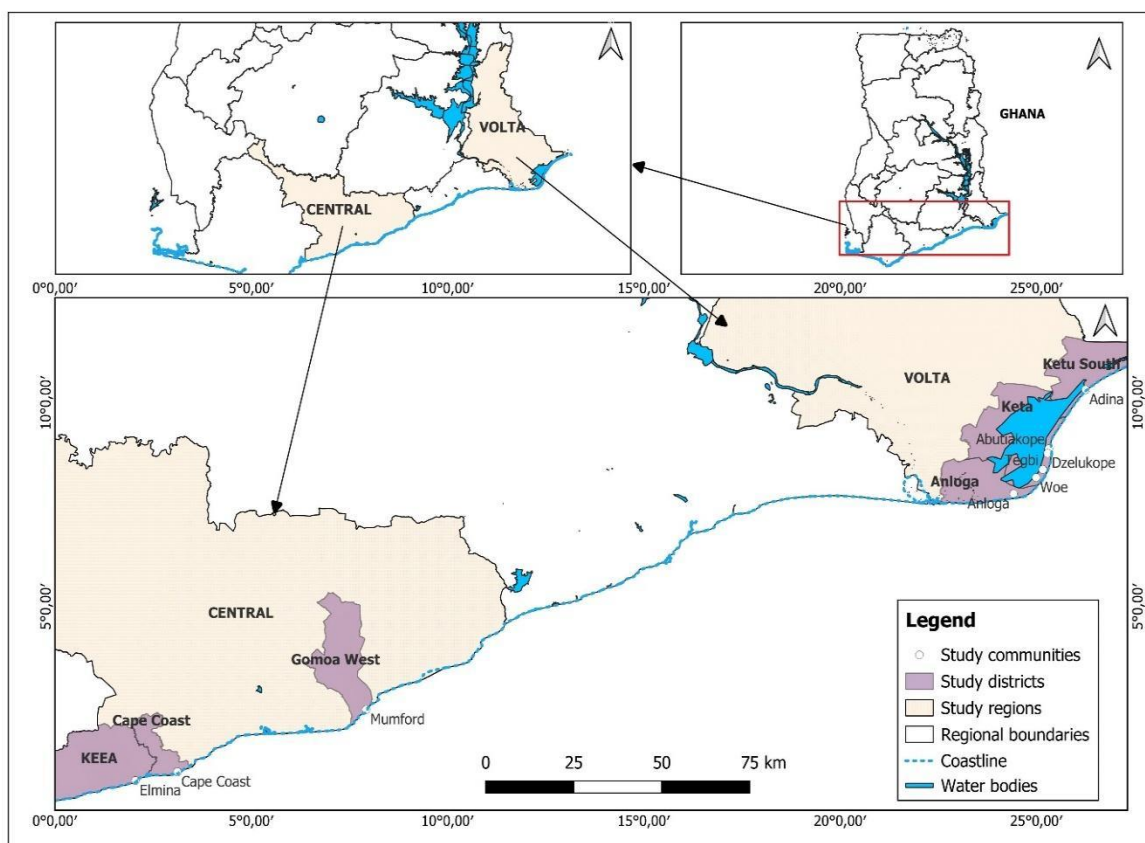 VOLTA
CENTRAL
GHANA
0°0,00′
5°0,00′
10°0,00′
15°0,00′
20°0,00′
25°0,00′
10°0,00′
10°0,00′
Ketu South
VOLTA
Adina
Keta
Abutiakope
Tegbi
Dzelukope
Anloga
Woe
Anloga
5°0,00′
5°0,00′
CENTRAL
Gomoa West
Mumford
Cape Coast
KEEA
Cape Coast
Elmina
0
25
50
75 km
Legend
Study communities
Study districts
Study regions
Regional boundaries
Coastline
Water bodies
0°0,00′
5°0,00′
10°0,00′
15°0,00′
20°0,00′
25°0,00′